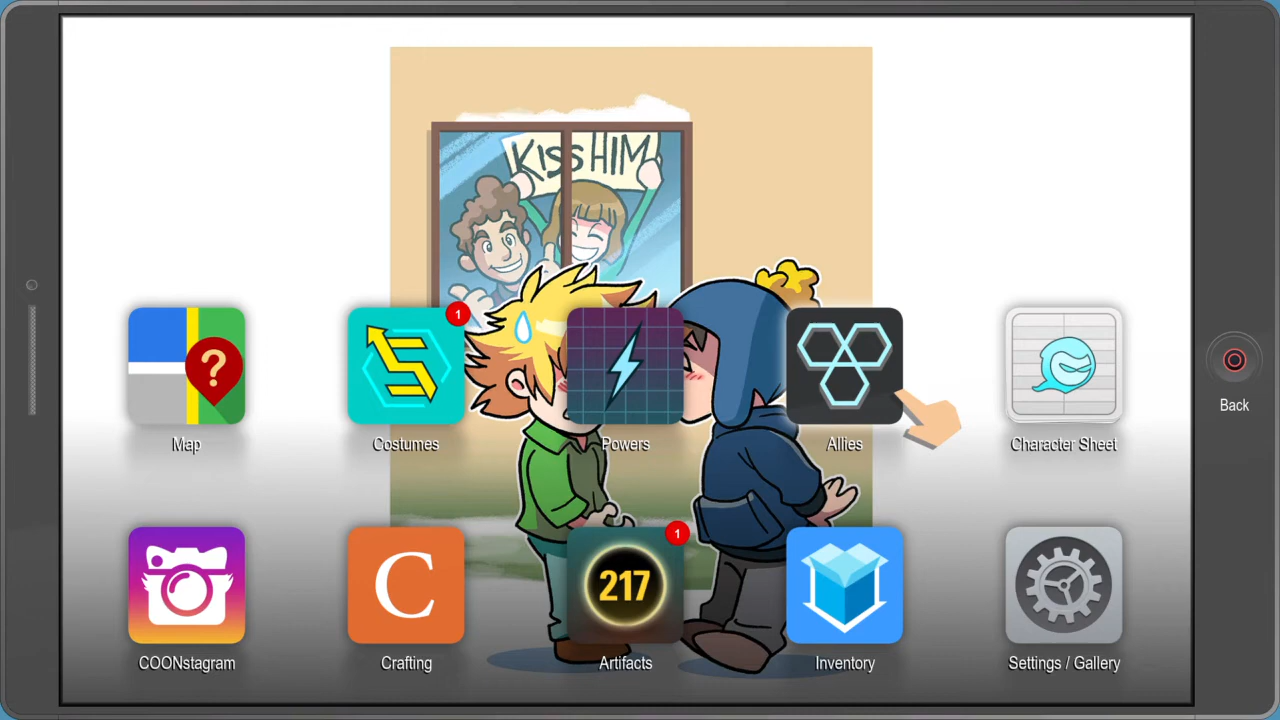 KISS HIM
1
?
Map
Costumes
Powers
Allies
Character Sheet
Back
C
1
217
COONstagram
Crafting
Artifacts
Inventory
Settings / Gallery